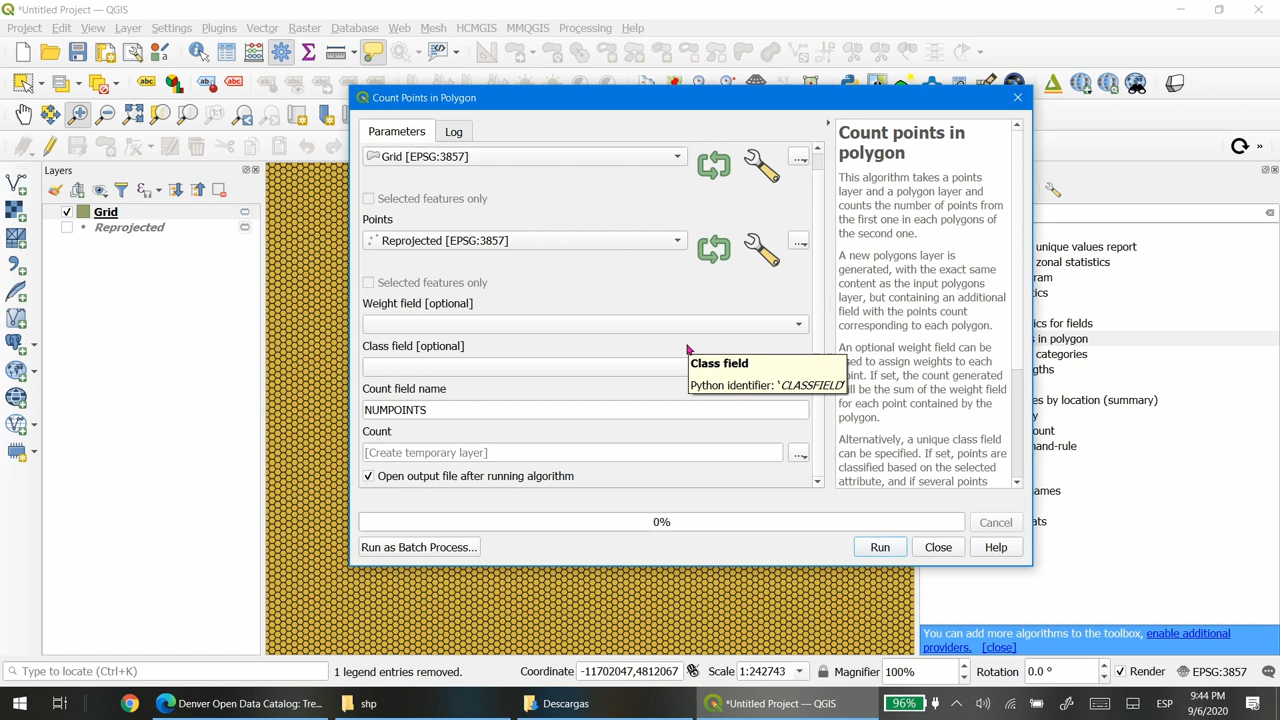 *Untitled Project — QGIS
Project Edit View Layer Settings Plugins Vector Raster Database Web Mesh HCMGIS MMQGIS Processing Help
Count Points in Polygon
Parameters Log
Grid [EPSG:3857]
Selected features only
Points
Reprojected [EPSG:3857]
Selected features only
Weight field [optional]
Class field [optional]
Class field
Python identifier: 'CLASSFIELD'
Count field name
NUMPOINTS
Count
[Create temporary layer]
Open output file after running algorithm
0%
Cancel
Run as Batch Process...
Run
Close
Help
Count points in
polygon
This algorithm takes a points
layer and a polygon layer and
counts the number of points from
the first one in each polygons of
the second one.
A new polygons layer is
generated, with the exact same
content as the input polygons
layer, but containing an additional
field with the points count
corresponding to each polygon.
An optional weight field can be
used to assign weights to each
point. If set, the count generated
will be the sum of the weight field
for each point contained by the
polygon.
Alternatively, a unique class field
can be specified. If set, points are
classified based on the selected
attribute, and if several points
Layers
Grid
Reprojected
unique values report
zonal statistics
ram
tics
ics for fields
in polygon
categories
gths
es by location (summary)
y
ount
and-rule
ames
ats
You can add more algorithms to the toolbox, enable additional
providers. [close]
Type to locate (Ctrl+K)
1 legend entries removed.
Coordinate -11702047,4812067
Scale 1:242743
Magnifier 100%
Rotation 0.0 °
Render
EPSG:3857
Denver Open Data Catalog: Tre...
shp
Descargas
*Untitled Project — QGIS
96%
ESP
9:44 PM
9/6/2020